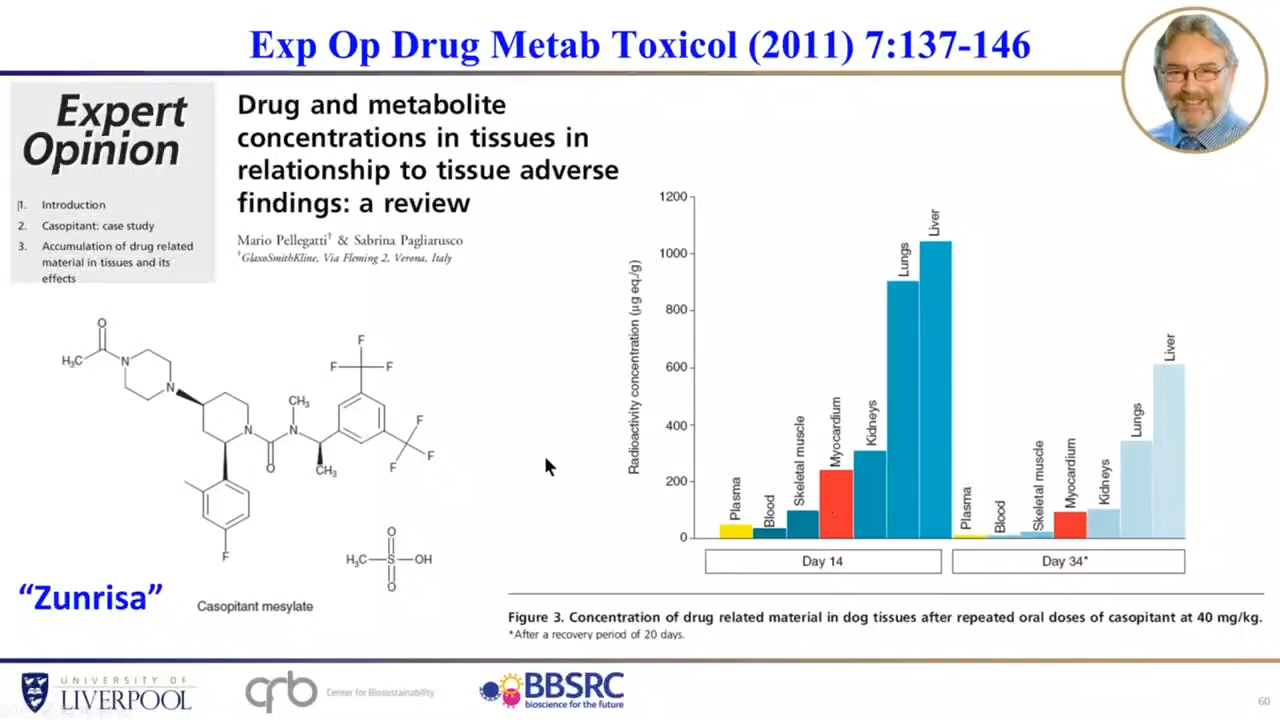 Exp Op Drug Metab Toxicol (2011) 7:137-146
Expert
Opinion
1. Introduction
2. Casopitant: case study
3. Accumulation of drug related
material in tissues and its
effects
Drug and metabolite
concentrations in tissues in
relationship to tissue adverse
findings: a review
Mario Pellegatti† & Sabrina Pagliarusco
†GlaxoSmithKline, Via Fleming 2, Verona, Italy
O
H₃C
N
N
N
O
CH₃
N
CH₃
F
F
F
F
F
F
F
O
H₃C
S
OH
O
"Zunrisa"
Casopitant mesylate
Radioactivity concentration (µg eq./g)
1200
1000
800
600
400
200
0
Plasma
Blood
Skeletal muscle
Myocardium
Kidneys
Lungs
Liver
Plasma
Blood
Skeletal muscle
Myocardium
Kidneys
Lungs
Liver
Day 14
Day 34*
Figure 3. Concentration of drug related material in dog tissues after repeated oral doses of casopitant at 40 mg/kg.
*After a recovery period of 20 days.
UNIVERSITY OF
LIVERPOOL
Center for Biosustainability
BBSRC
bioscience for the future
60